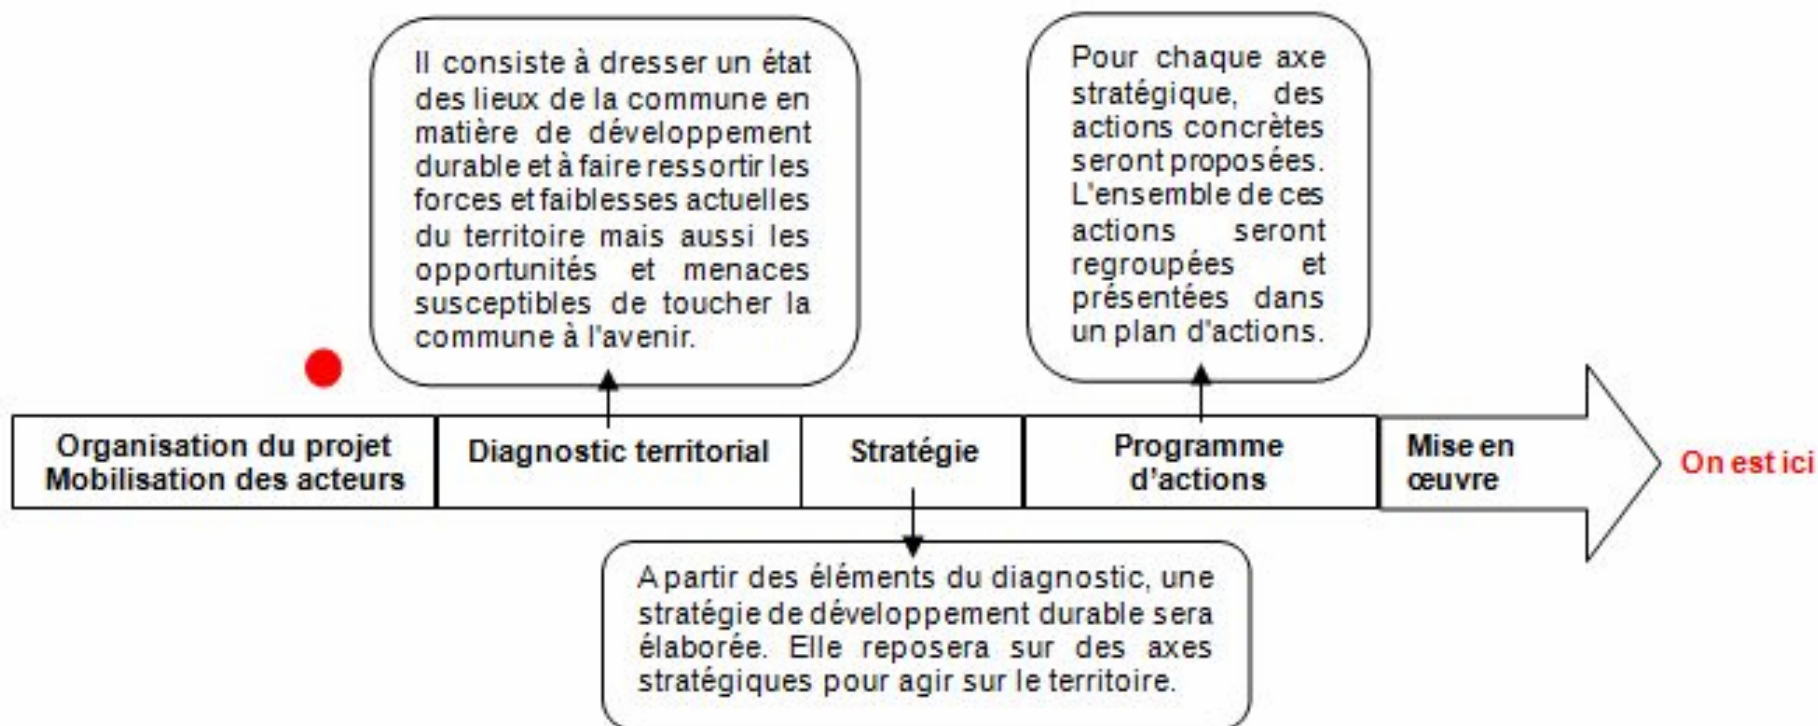 Il consiste à dresser un état
des lieux de la commune en
matière de développement
durable et à faire ressortir les
forces et faiblesses actuelles
du territoire mais aussi les
opportunités et menaces
susceptibles de toucher la
commune à l'avenir.
Pour chaque axe
stratégique, des
actions concrètes
seront proposées.
L'ensemble de ces
actions seront
regroupées et
présentées dans
un plan d'actions.
Organisation du projet
Mobilisation des acteurs
Diagnostic territorial
Stratégie
Programme
d'actions
Mise en
œuvre
On est ici
A partir des éléments du diagnostic, une
stratégie de développement durable sera
élaborée. Elle reposera sur des axes
stratégiques pour agir sur le territoire.